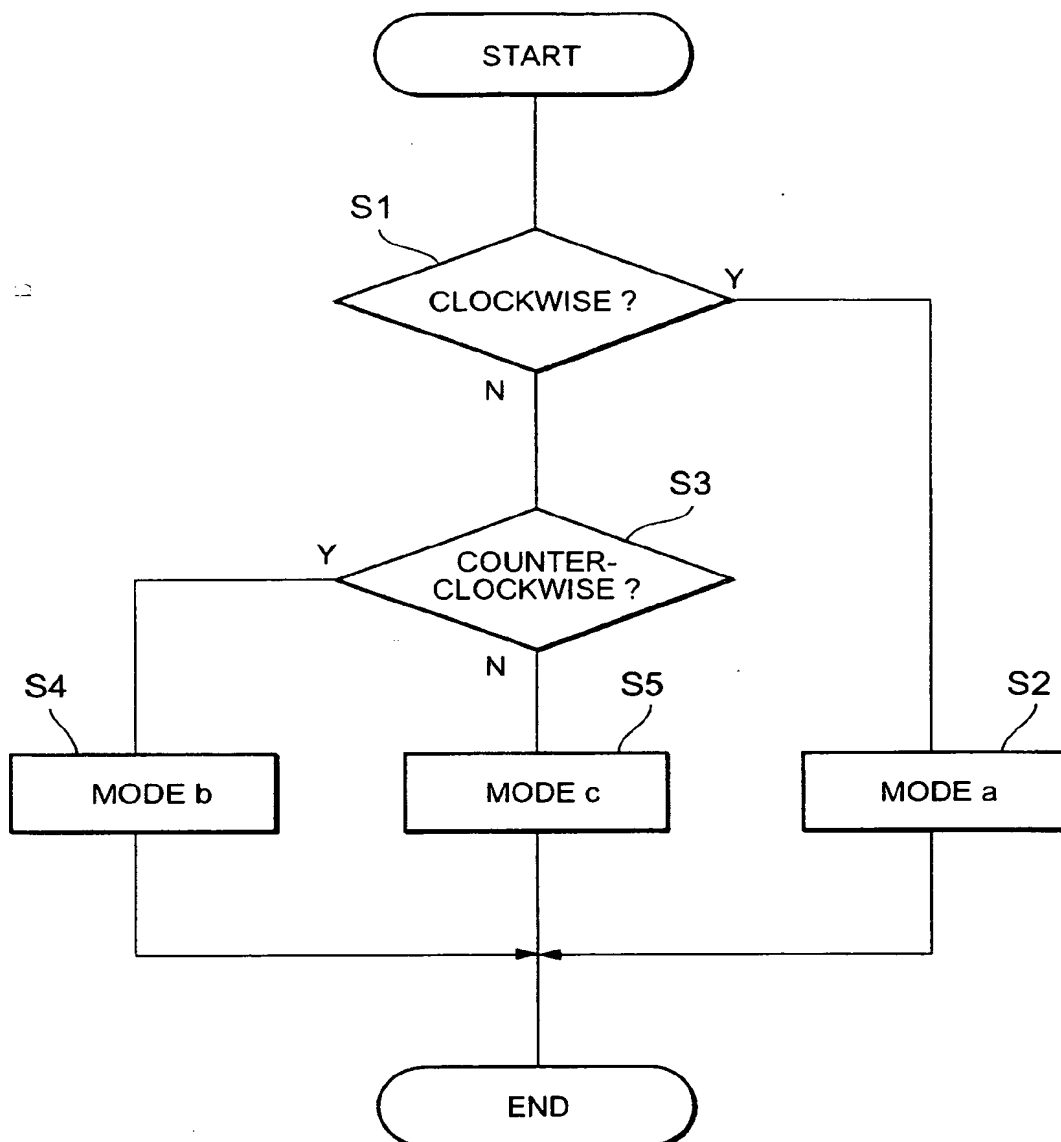 START
S1
CLOCKWISE ?
Y
N
S3
Y
COUNTER-
CLOCKWISE ?
N
S4
S5
S2
MODE b
MODE c
MODE a
END